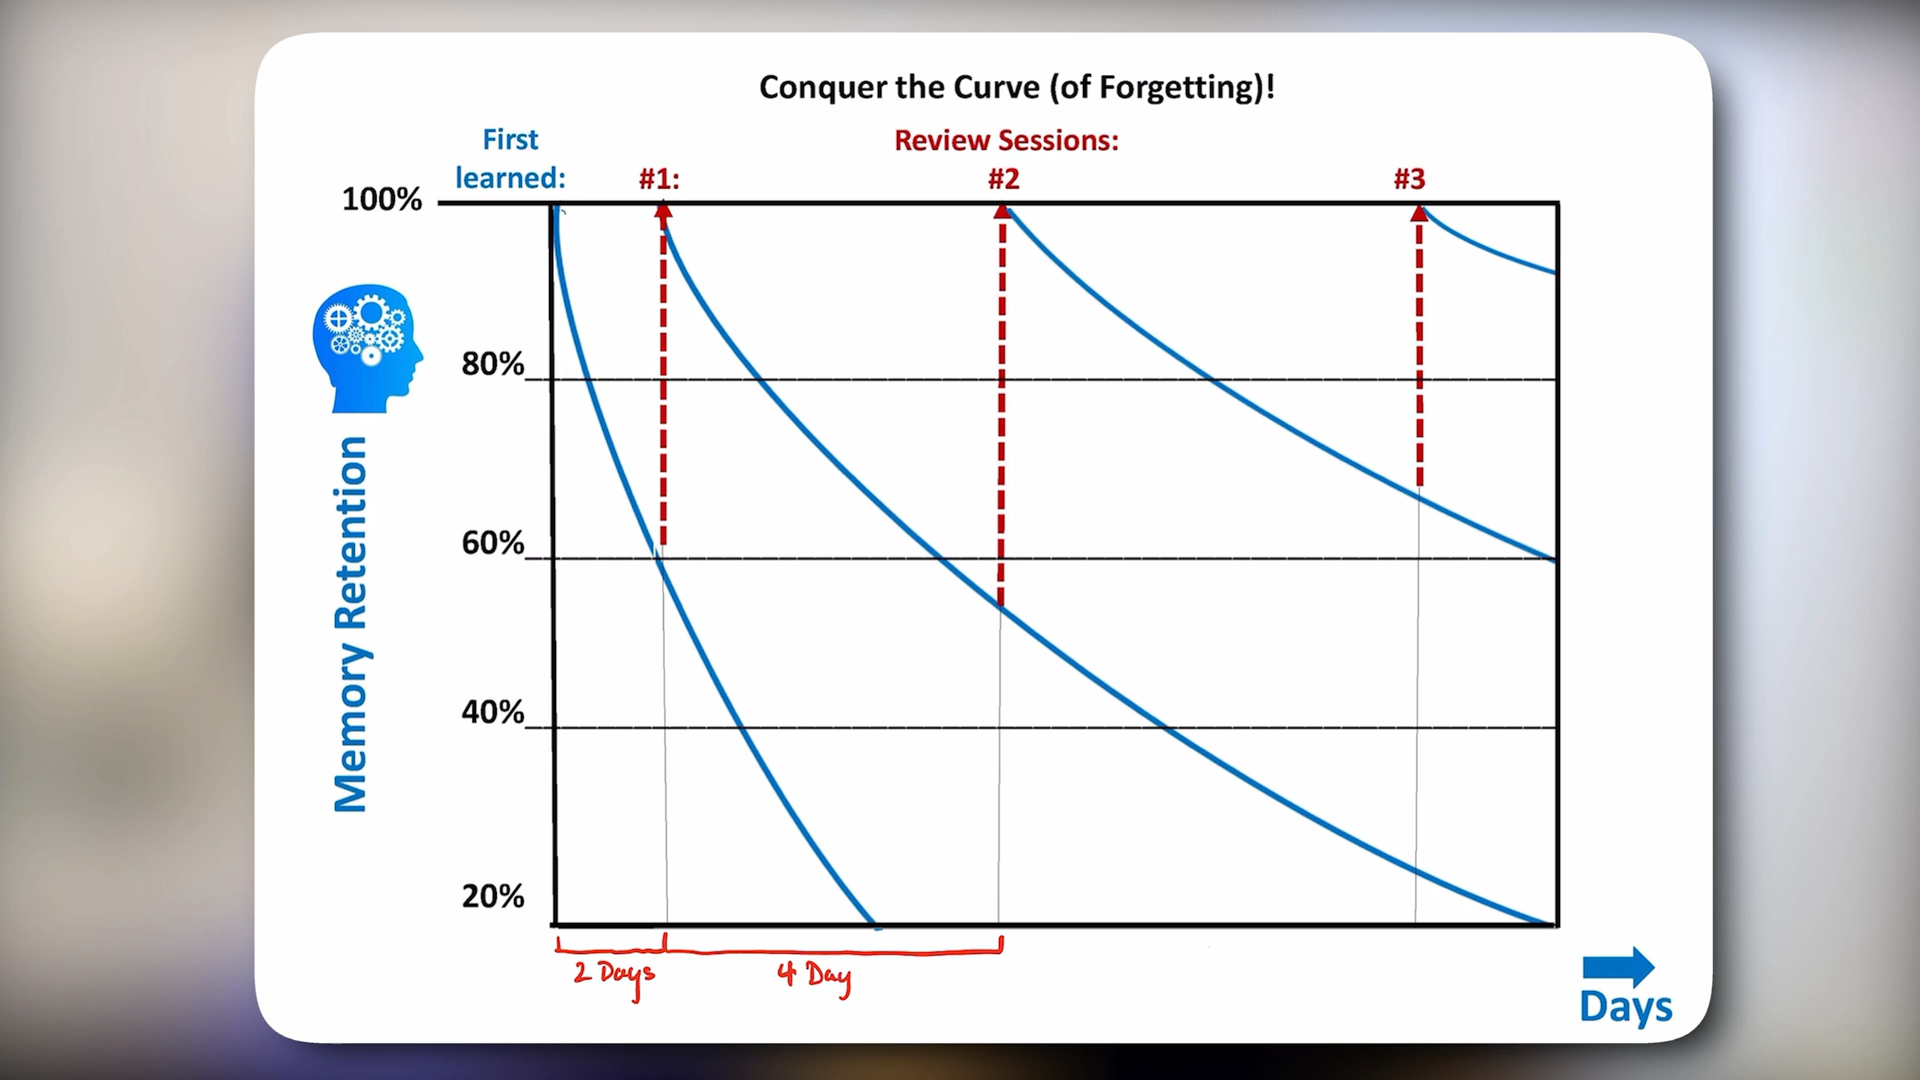 Conquer the Curve (of Forgetting)!
First
learned:
Review Sessions:
#1:
#2
#3
100%
80%
60%
40%
20%
Memory Retention
2 Days
4 Day
Days